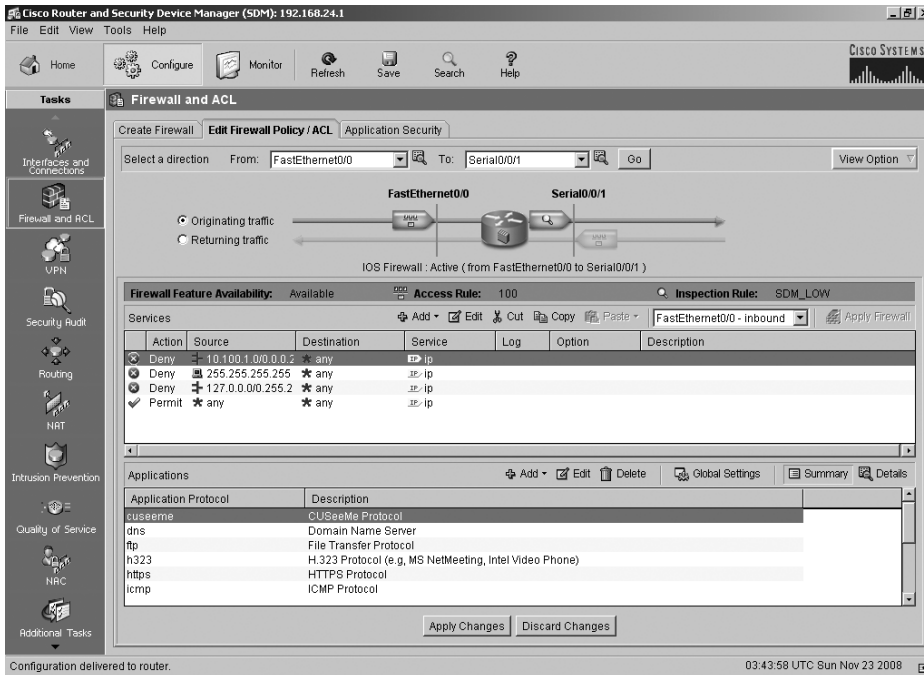 Cisco Router and Security Device Manager (SDM): 192.168.24.1
File Edit View Tools Help
Home Configure Monitor Refresh Save Search Help
CISCO SYSTEMS
Tasks
Interfaces and Connections
Firewall and ACL
VPN
Security Audit
Routing
NAT
Intrusion Prevention
Quality of Service
NAC
Additional Tasks
Firewall and ACL
Create Firewall Edit Firewall Policy / ACL Application Security
Select a direction From: FastEthernet0/0 To: Serial0/0/1 Go View Option
FastEthernet0/0 Serial0/0/1
Originating traffic
Returning traffic
IOS Firewall : Active ( from FastEthernet0/0 to Serial0/0/1 )
Firewall Feature Availability: Available Access Rule: 100 Inspection Rule: SDM_LOW
Services Add Edit Cut Copy Paste FastEthernet0/0 - inbound Apply Firewall
Action Source Destination Service Log Option Description
Deny 10.100.1.0/0.0.0.2 any ip
Deny 255.255.255.255 any ip
Deny 127.0.0.0/0.255.2 any ip
Permit any any ip
Applications Add Edit Delete Global Settings Summary Details
Application Protocol Description
cuseeme CUSeeMe Protocol
dns Domain Name Server
ftp File Transfer Protocol
h323 H.323 Protocol (e.g, MS NetMeeting, Intel Video Phone)
https HTTPS Protocol
icmp ICMP Protocol
Apply Changes Discard Changes
Configuration delivered to router. 03:43:58 UTC Sun Nov 23 2008